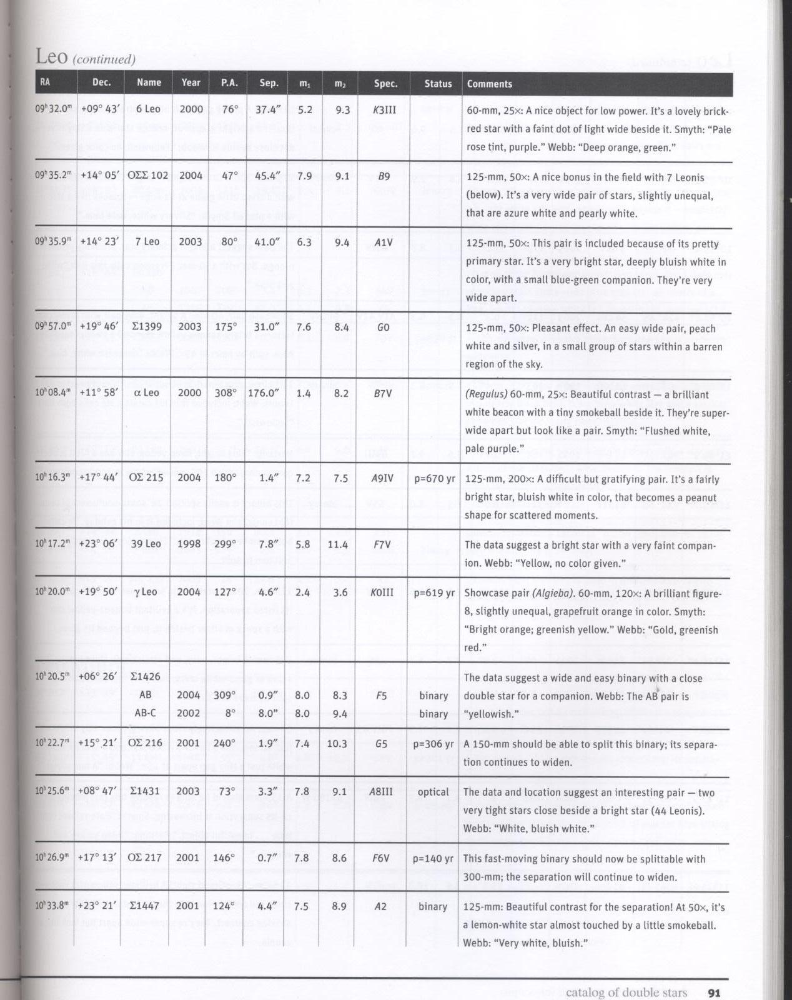 Leo (continued)
RA Dec. Name Year P.A. Sep. m₁ m₂ Spec. Status Comments
09ʰ32.0ᵐ +09° 43′ 6 Leo 2000 76° 37.4″ 5.2 9.3 K3III 60-mm, 25×: A nice object for low power. It’s a lovely brick-
red star with a faint dot of light wide beside it. Smyth: “Pale
rose tint, purple.” Webb: “Deep orange, green.”
09ʰ35.2ᵐ +14° 05′ OΣΣ 102 2004 47° 45.4″ 7.9 9.1 B9 125-mm, 50×: A nice bonus in the field with 7 Leonis
(below). It’s a very wide pair of stars, slightly unequal,
that are azure white and pearly white.
09ʰ35.9ᵐ +14° 23′ 7 Leo 2003 80° 41.0″ 6.3 9.4 A1V 125-mm, 50×: This pair is included because of its pretty
primary star. It’s a very bright star, deeply bluish white in
color, with a small blue-green companion. They’re very
wide apart.
09ʰ57.0ᵐ +19° 46′ Σ1399 2003 175° 31.0″ 7.6 8.4 G0 125-mm, 50×: Pleasant effect. An easy wide pair, peach
white and silver, in a small group of stars within a barren
region of the sky.
10ʰ08.4ᵐ +11° 58′ α Leo 2000 308° 176.0″ 1.4 8.2 B7V (Regulus) 60-mm, 25×: Beautiful contrast — a brilliant
white beacon with a tiny smokeball beside it. They’re super-
wide apart but look like a pair. Smyth: “Flushed white,
pale purple.”
10ʰ16.3ᵐ +17° 44′ OΣ 215 2004 180° 1.4″ 7.2 7.5 A9IV p=670 yr 125-mm, 200×: A difficult but gratifying pair. It’s a fairly
bright star, bluish white in color, that becomes a peanut
shape for scattered moments.
10ʰ17.2ᵐ +23° 06′ 39 Leo 1998 299° 7.8″ 5.8 11.4 F7V The data suggest a bright star with a very faint compan-
ion. Webb: “Yellow, no color given.”
10ʰ20.0ᵐ +19° 50′ γ Leo 2004 127° 4.6″ 2.4 3.6 K0III p=619 yr Showcase pair (Algieba). 60-mm, 120×: A brilliant figure-
8, slightly unequal, grapefruit orange in color. Smyth:
“Bright orange; greenish yellow.” Webb: “Gold, greenish
red.”
10ʰ20.5ᵐ +06° 26′ Σ1426 The data suggest a wide and easy binary with a close
AB 2004 309° 0.9″ 8.0 8.3 F5 binary double star for a companion. Webb: The AB pair is
AB-C 2002 8° 8.0″ 8.0 9.4 binary “yellowish.”
10ʰ22.7ᵐ +15° 21′ OΣ 216 2001 240° 1.9″ 7.4 10.3 G5 p=306 yr A 150-mm should be able to split this binary; its separa-
tion continues to widen.
10ʰ25.6ᵐ +08° 47′ Σ1431 2003 73° 3.3″ 7.8 9.1 A8III optical The data and location suggest an interesting pair — two
very tight stars close beside a bright star (44 Leonis).
Webb: “White, bluish white.”
10ʰ26.9ᵐ +17° 13′ OΣ 217 2001 146° 0.7″ 7.8 8.6 F6V p=140 yr This fast-moving binary should now be splittable with
300-mm; the separation will continue to widen.
10ʰ33.8ᵐ +23° 21′ Σ1447 2001 124° 4.4″ 7.5 8.9 A2 binary 125-mm: Beautiful contrast for the separation! At 50×, it’s
a lemon-white star almost touched by a little smokeball.
Webb: “Very white, bluish.”
catalog of double stars 91